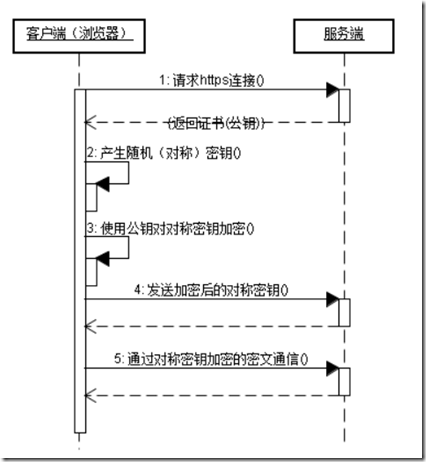 客户端（浏览器）
服务端
1: 请求https连接()
(返回证书(公钥))
2: 产生随机（对称）密钥()
3: 使用公钥对对称密钥加密()
4: 发送加密后的对称密钥()
5: 通过对称密钥加密的密文通信()